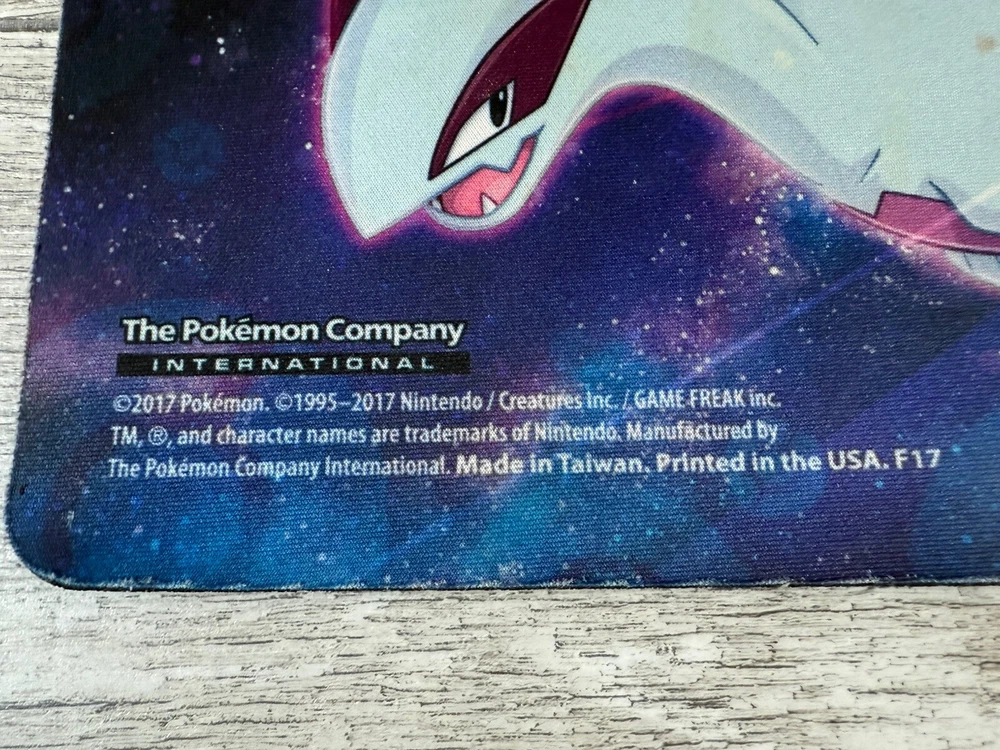 The Pokémon Company
INTERNATIONAL
©2017 Pokémon. ©1995–2017 Nintendo / Creatures Inc. / GAME FREAK inc.
TM, ®, and character names are trademarks of Nintendo. Manufactured by
The Pokémon Company International. Made in Taiwan. Printed in the USA. F17